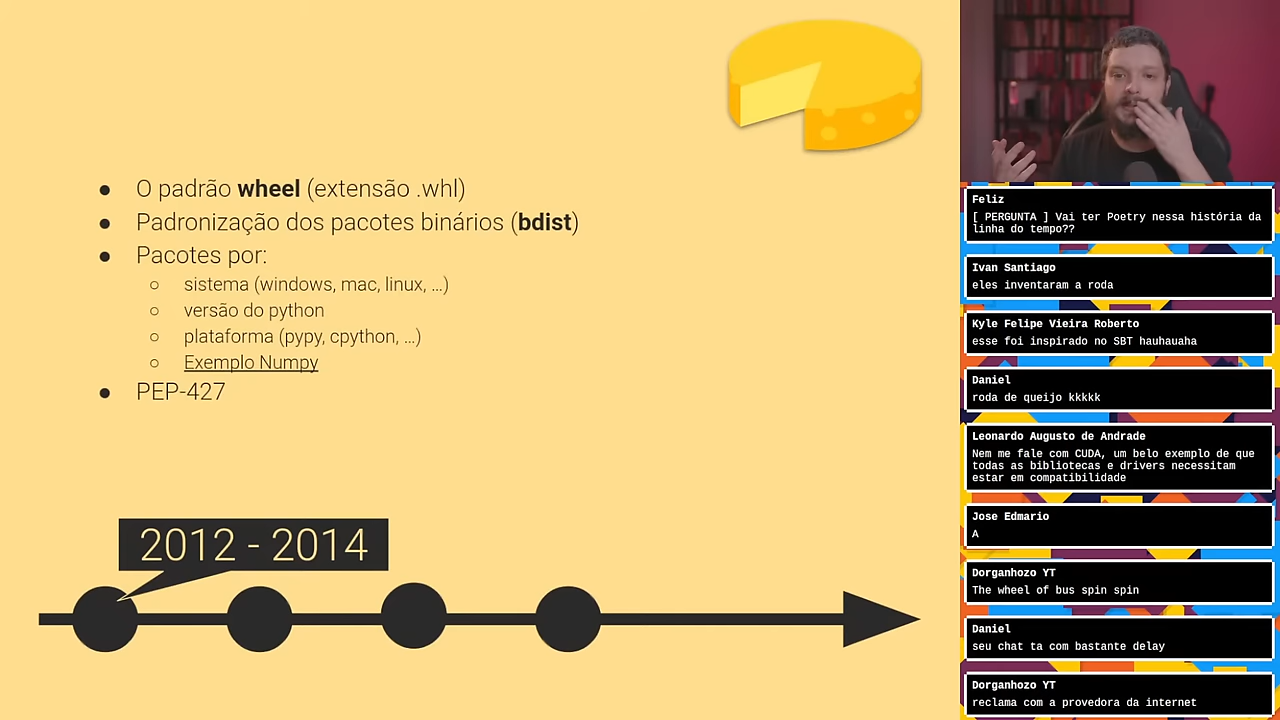 ● O padrão wheel (extensão .whl)
● Padronização dos pacotes binários (bdist)
● Pacotes por:
○ sistema (windows, mac, linux, ...)
○ versão do python
○ plataforma (pypy, cpython, ...)
○ Exemplo Numpy
● PEP-427
2012 - 2014
Feliz
[ PERGUNTA ] Vai ter Poetry nessa história da
linha do tempo??
Ivan Santiago
eles inventaram a roda
Kyle Felipe Vieira Roberto
esse foi inspirado no SBT hauhauaha
Daniel
roda de queijo kkkkk
Leonardo Augusto de Andrade
Nem me fale com CUDA, um belo exemplo de que
todas as bibliotecas e drivers necessitam
estar em compatibilidade
Jose Edmario
A
Dorganhozo YT
The wheel of bus spin spin
Daniel
seu chat ta com bastante delay
Dorganhozo YT
reclama com a provedora da internet